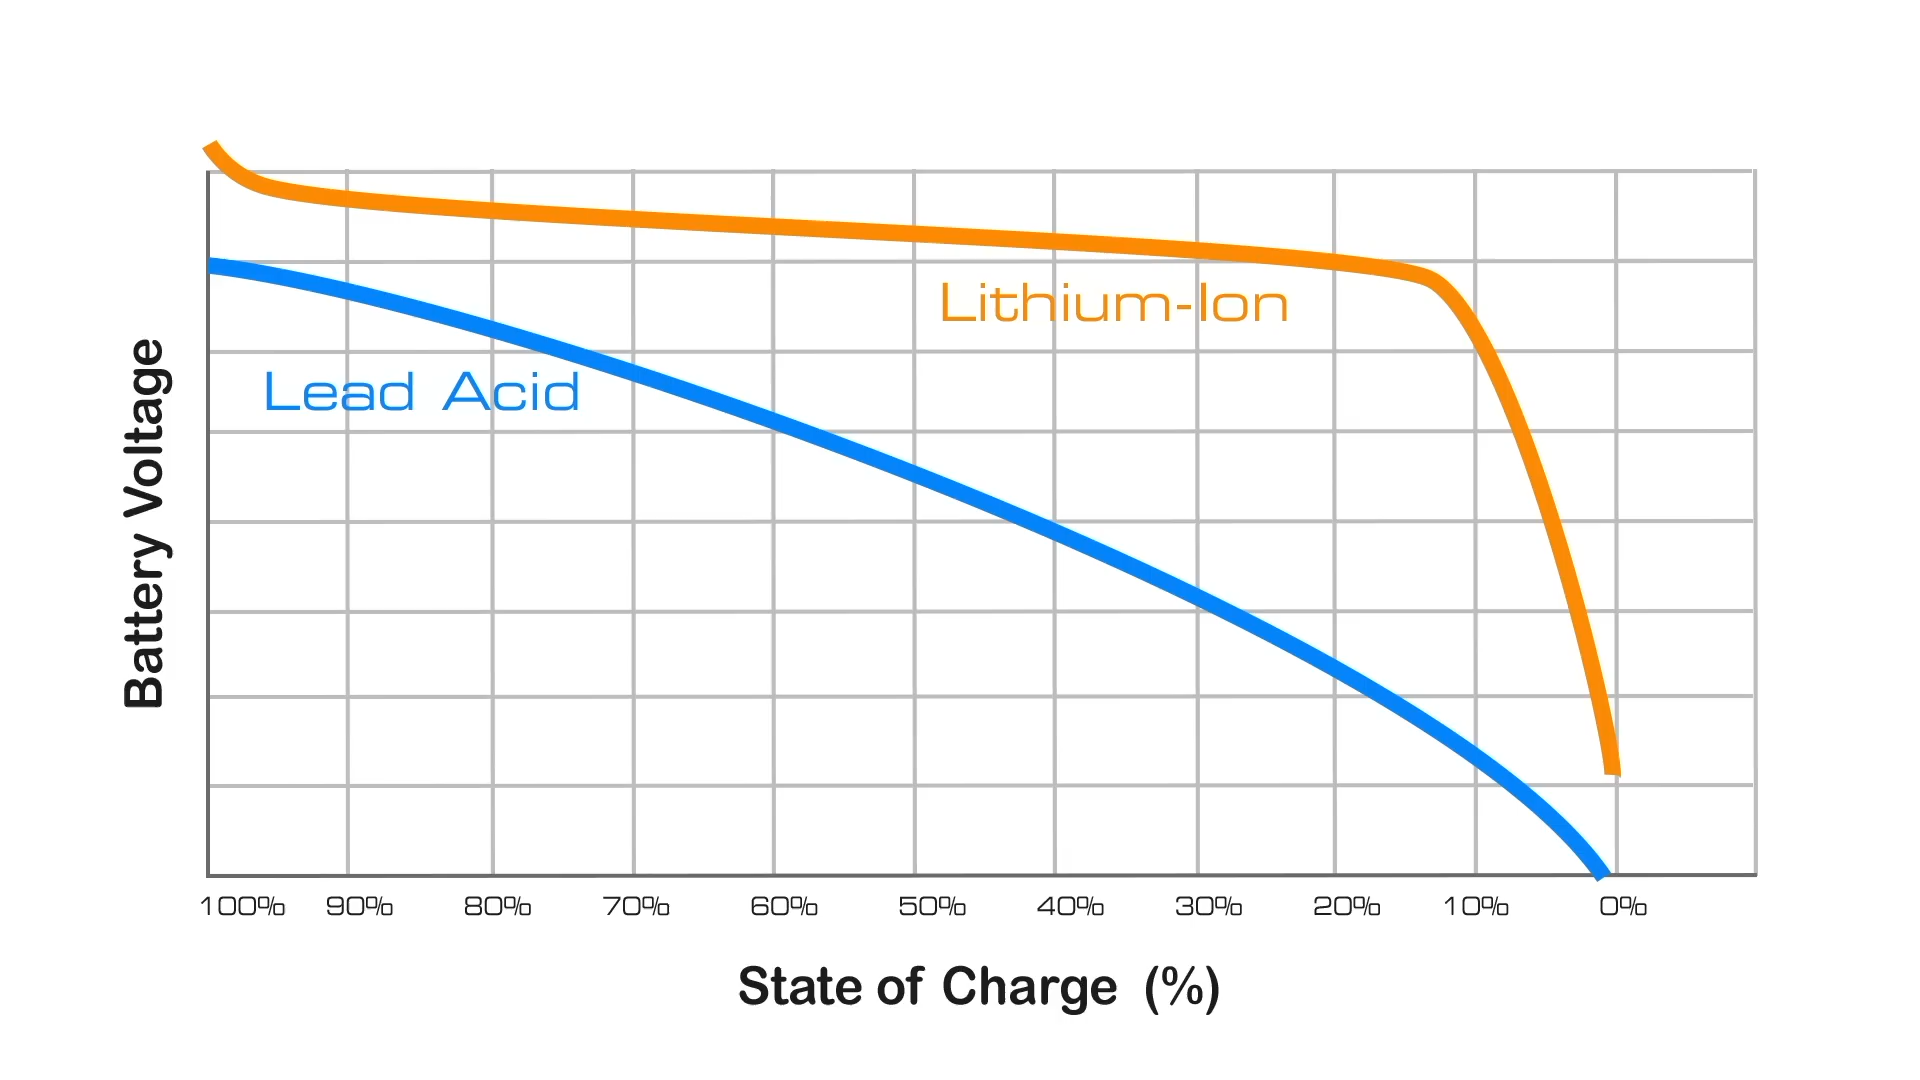 Lithium-Ion
Lead Acid
Battery Voltage
100% 90% 80% 70% 60% 50% 40% 30% 20% 10% 0%
State of Charge (%)